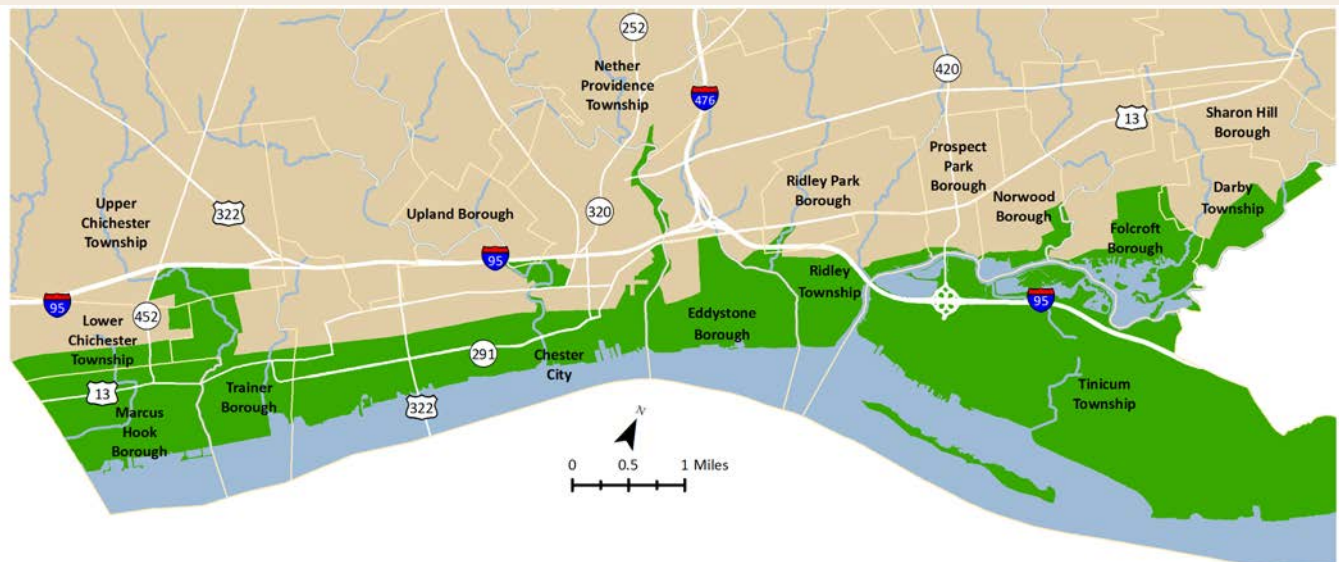 252
Nether
Providence
Township
476
420
13
Sharon Hill
Borough
Prospect
Park
Borough
Ridley Park
Borough
Norwood
Borough
Darby
Township
Upper
Chichester
Township
322
Upland Borough
320
Folcroft
Borough
95
95
Ridley
Township
95
Lower
Chichester
Township
452
Eddystone
Borough
291
Chester
City
13
Trainer
Borough
322
Tinicum
Township
Marcus
Hook
Borough
N
0 0.5 1 Miles